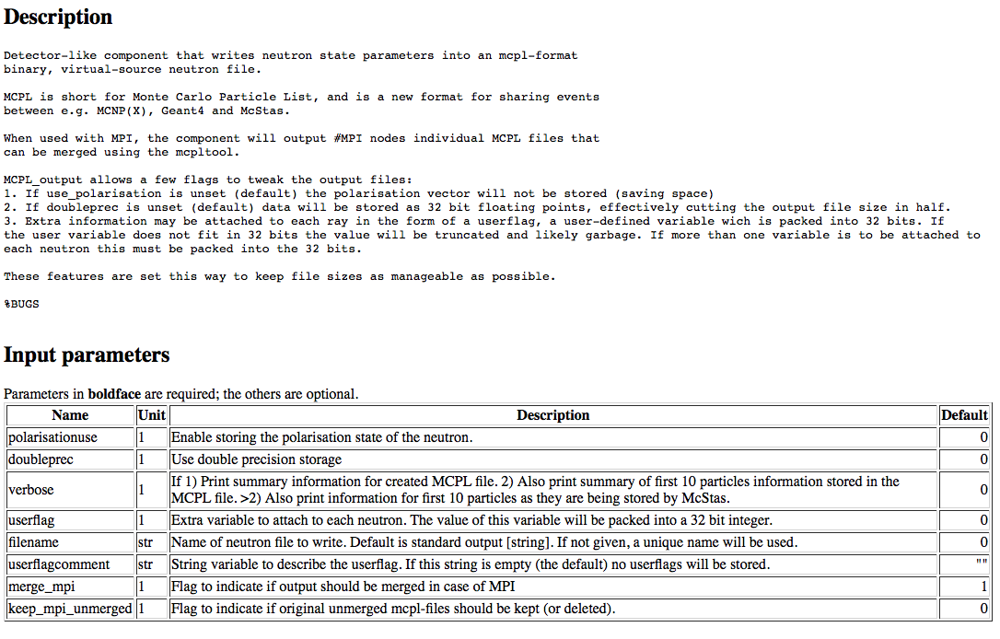 Description
Detector-like component that writes neutron state parameters into an mcpl-format
binary, virtual-source neutron file.
MCPL is short for Monte Carlo Particle List, and is a new format for sharing events
between e.g. MCNP(X), Geant4 and McStas.
When used with MPI, the component will output #MPI nodes individual MCPL files that
can be merged using the mcpltool.
MCPL_output allows a few flags to tweak the output files:
1. If use_polarisation is unset (default) the polarisation vector will not be stored (saving space)
2. If doubleprec is unset (default) data will be stored as 32 bit floating points, effectively cutting the output file size in half.
3. Extra information may be attached to each ray in the form of a userflag, a user-defined variable wich is packed into 32 bits. If
the user variable does not fit in 32 bits the value will be truncated and likely garbage. If more than one variable is to be attached to
each neutron this must be packed into the 32 bits.
These features are set this way to keep file sizes as manageable as possible.
%BUGS
Input parameters
Parameters in boldface are required; the others are optional.
Name Unit Description Default
polarisationuse 1 Enable storing the polarisation state of the neutron. 0
doubleprec 1 Use double precision storage 0
verbose 1 If 1) Print summary information for created MCPL file. 2) Also print summary of first 10 particles information stored in the
MCPL file. >2) Also print information for first 10 particles as they are being stored by McStas. 0
userflag 1 Extra variable to attach to each neutron. The value of this variable will be packed into a 32 bit integer. 0
filename str Name of neutron file to write. Default is standard output [string]. If not given, a unique name will be used. 0
userflagcomment str String variable to describe the userflag. If this string is empty (the default) no userflags will be stored. ""
merge_mpi 1 Flag to indicate if output should be merged in case of MPI 1
keep_mpi_unmerged 1 Flag to indicate if original unmerged mcpl-files should be kept (or deleted). 0